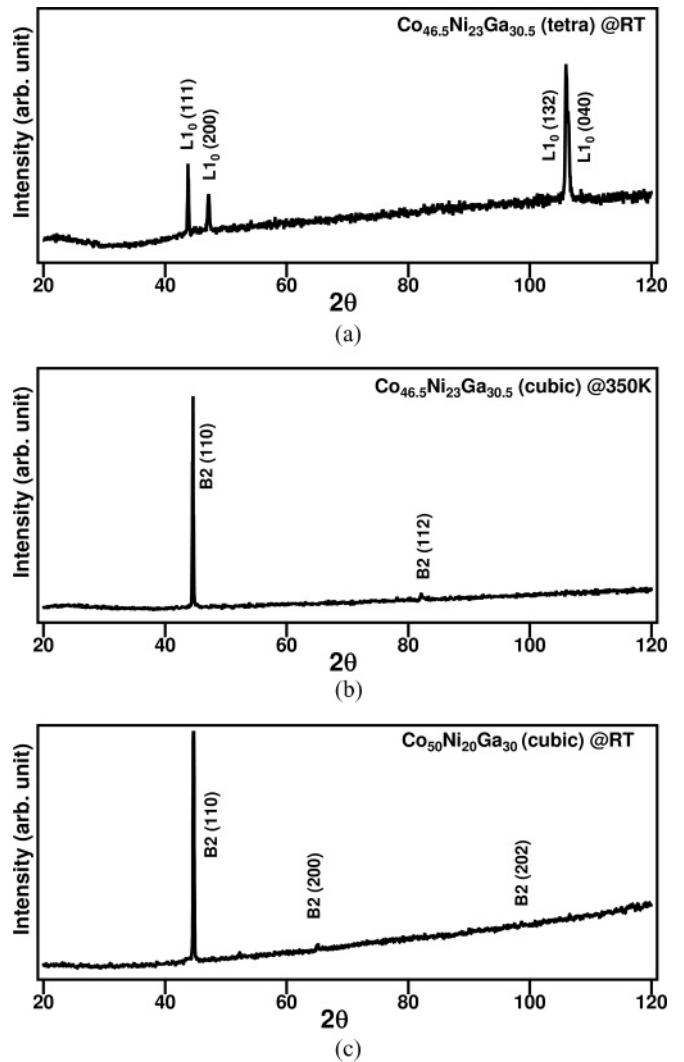 Co46.5Ni23Ga30.5 (tetra) @RT
Intensity (arb. unit)
L10 (111)
L10 (200)
L10 (132)
L10 (040)
20 40 60 80 100 120
2θ
(a)
Co46.5Ni23Ga30.5 (cubic) @350K
Intensity (arb. unit)
B2 (110)
B2 (112)
20 40 60 80 100 120
2θ
(b)
Co50Ni20Ga30 (cubic) @RT
Intensity (arb. unit)
B2 (110)
B2 (200)
B2 (202)
20 40 60 80 100 120
2θ
(c)